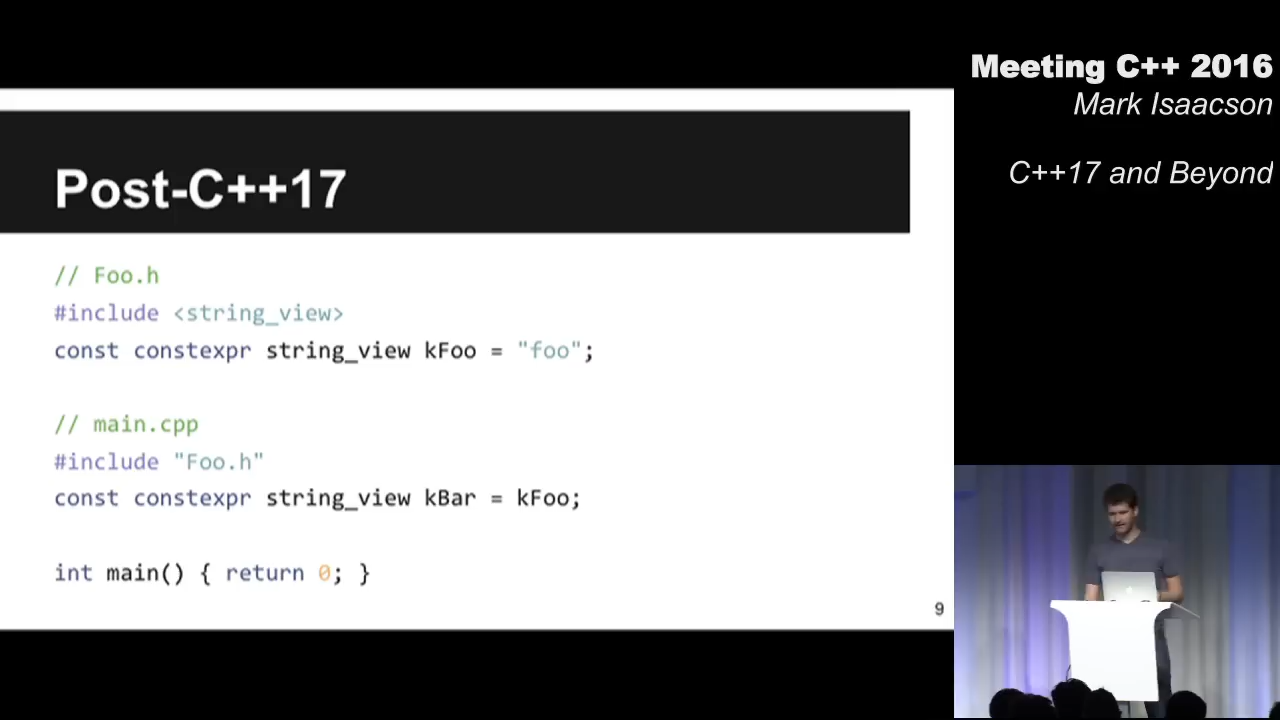 Meeting C++ 2016
Mark Isaacson
C++17 and Beyond
Post-C++17
// Foo.h
#include <string_view>
const constexpr string_view kFoo = "foo";
// main.cpp
#include "Foo.h"
const constexpr string_view kBar = kFoo;
int main() { return 0; }
9